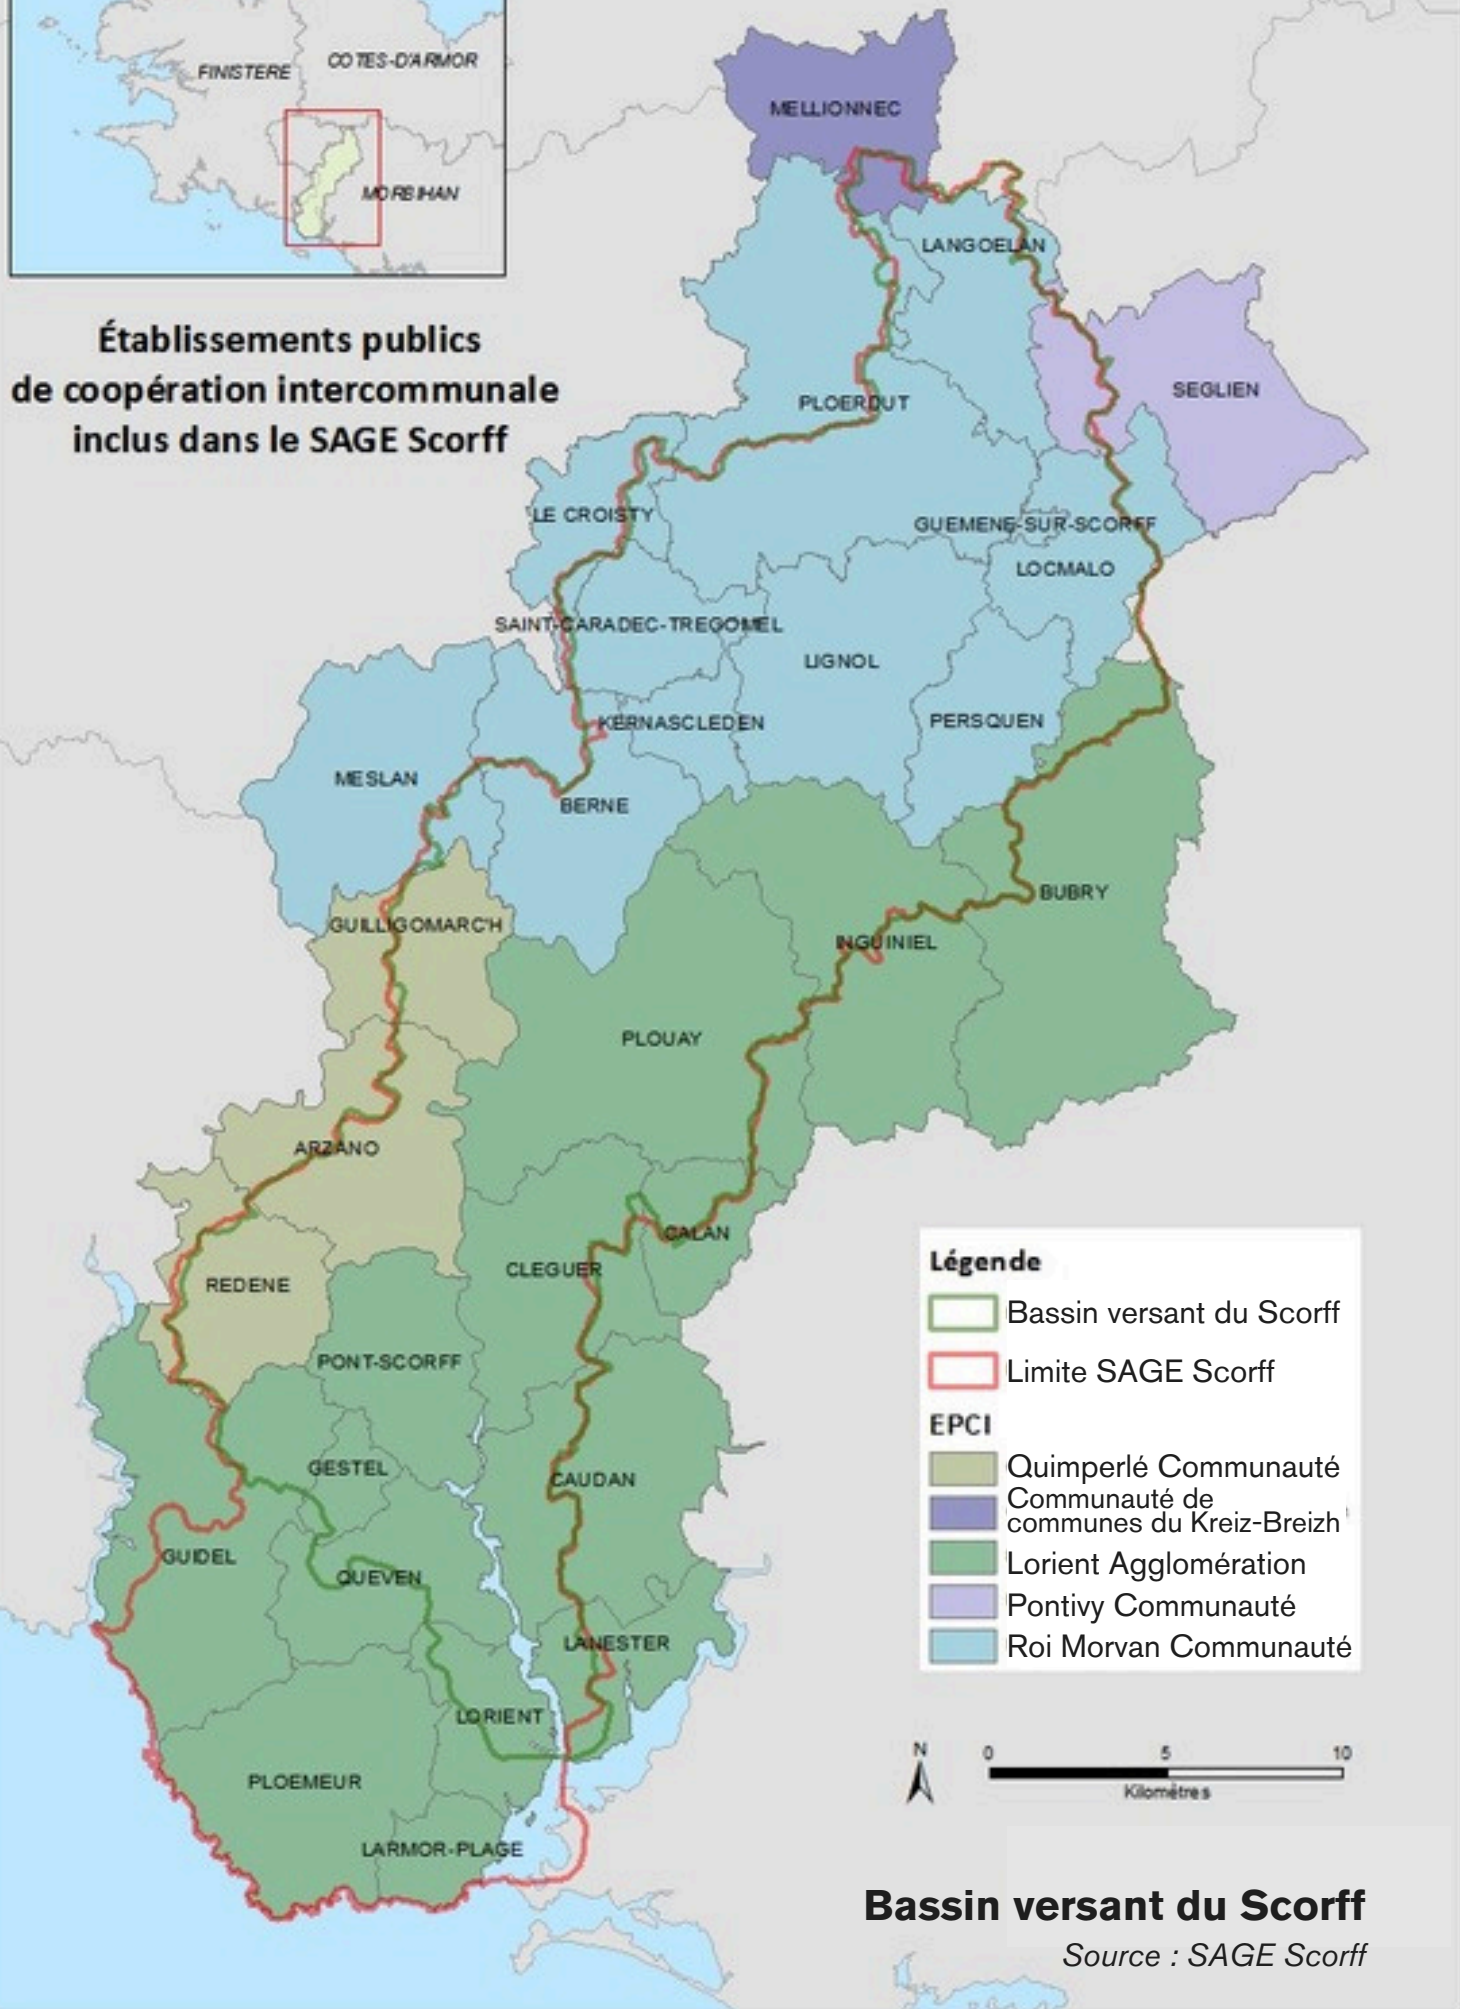 FINISTERE
COTES-D'ARMOR
MORBIHAN
Établissements publics
de coopération intercommunale
inclus dans le SAGE Scorff
MELLIONNEC
LANGOELAN
SEGLIEN
PLOERDUT
LE CROISTY
GUEMENE-SUR-SCORFF
LOCMALO
SAINT-CARADEC-TREGOMEL
LIGNOL
KERNASCLEDEN
PERSQUEN
MESLAN
BERNE
BUBRY
GUILLIGOMARC'H
INGUINIEL
PLOUAY
ARZANO
CALAN
CLEGUER
REDENE
PONT-SCORFF
GESTEL
CAUDAN
GUIDEL
QUEVEN
LANESTER
LORIENT
PLOEMEUR
LARMOR-PLAGE
Légende
Bassin versant du Scorff
Limite SAGE Scorff
EPCI
Quimperlé Communauté
Communauté de
communes du Kreiz-Breizh
Lorient Agglomération
Pontivy Communauté
Roi Morvan Communauté
N
0 5 10
Kilomètres
Bassin versant du Scorff
Source : SAGE Scorff